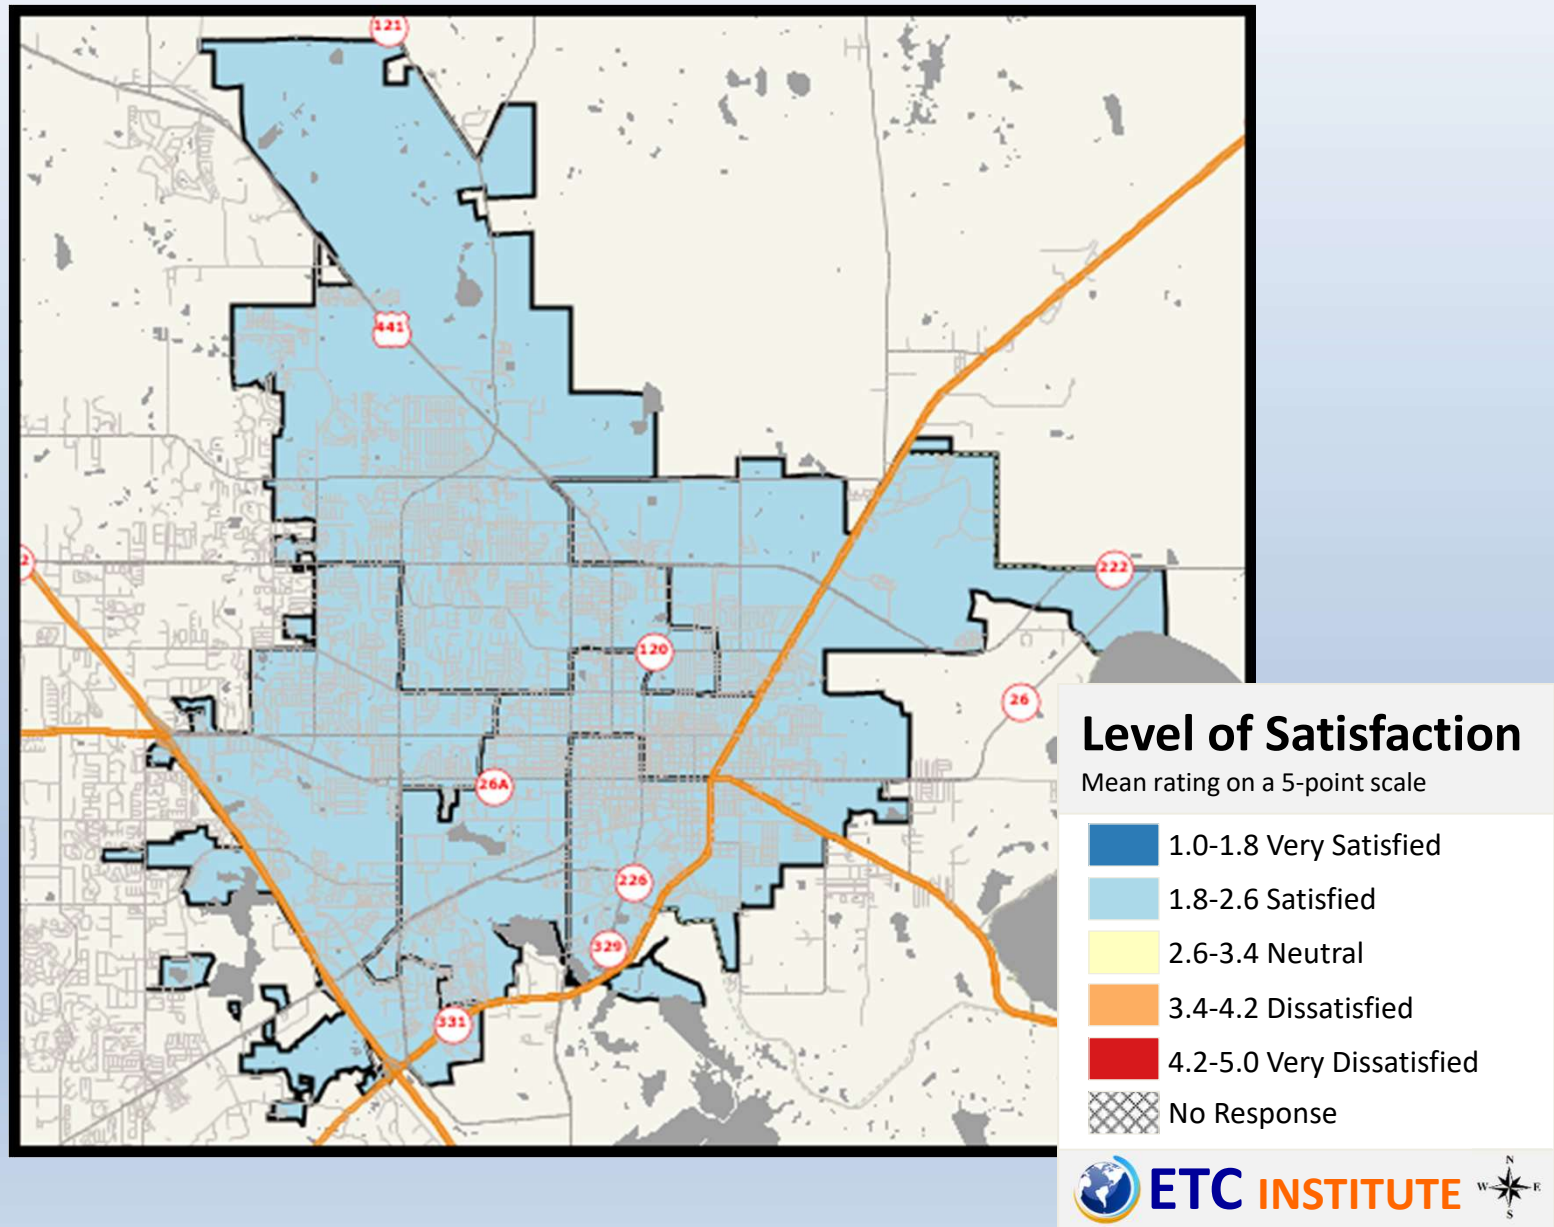 121
441
2
222
120
26
26A
226
329
331
Level of Satisfaction
Mean rating on a 5-point scale
1.0-1.8 Very Satisfied
1.8-2.6 Satisfied
2.6-3.4 Neutral
3.4-4.2 Dissatisfied
4.2-5.0 Very Dissatisfied
No Response
ETC INSTITUTE
N
W E
S